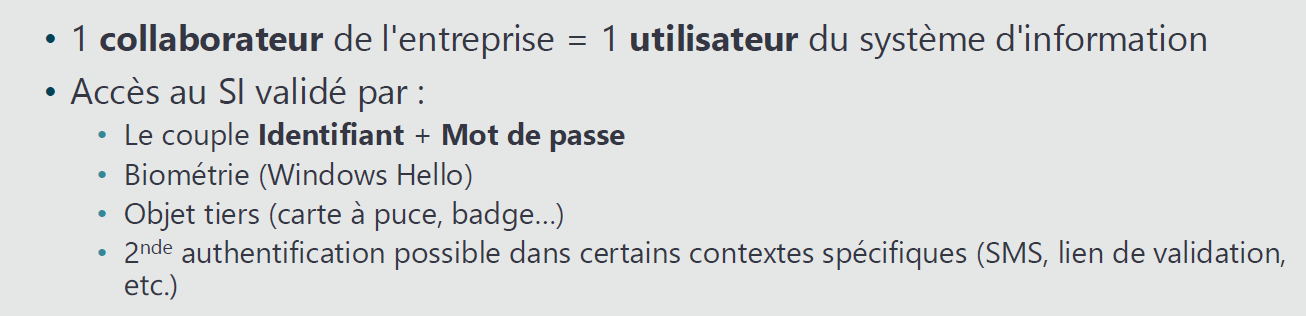 • 1 collaborateur de l'entreprise = 1 utilisateur du système d'information
• Accès au SI validé par :
• Le couple Identifiant + Mot de passe
• Biométrie (Windows Hello)
• Objet tiers (carte à puce, badge…)
• 2nde authentification possible dans certains contextes spécifiques (SMS, lien de validation,
etc.)